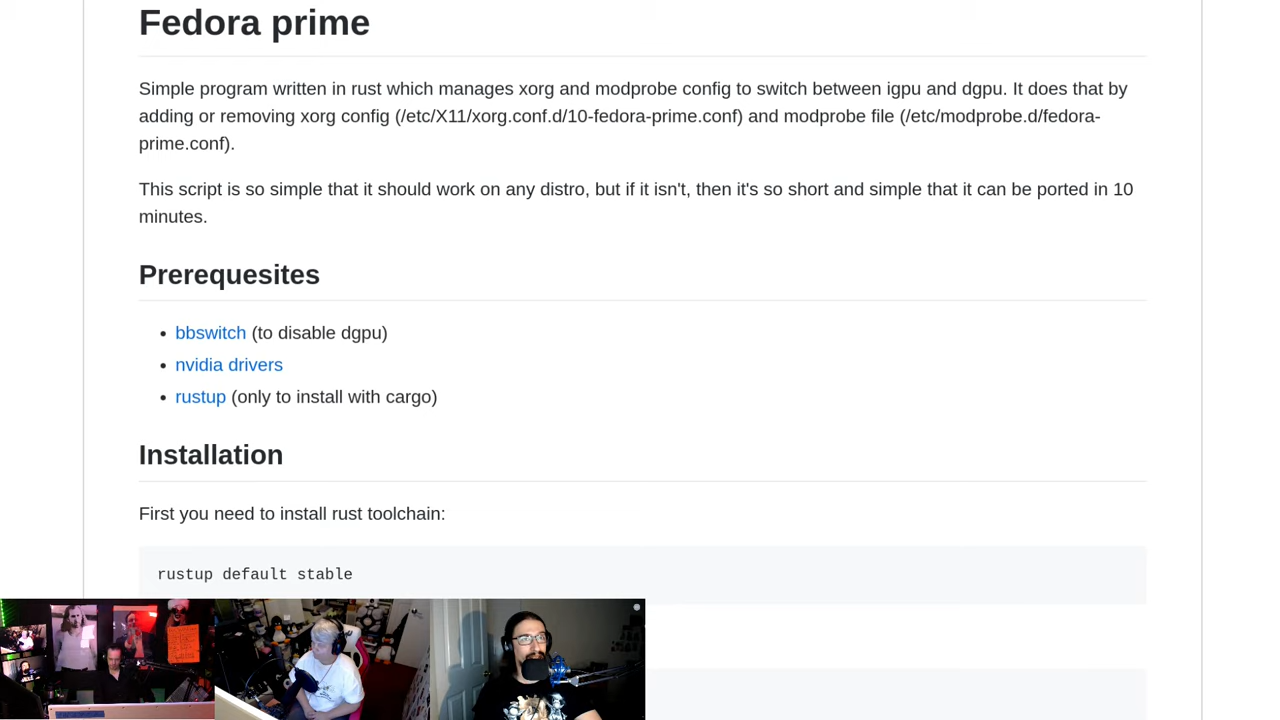 Fedora prime
Simple program written in rust which manages xorg and modprobe config to switch between igpu and dgpu. It does that by
adding or removing xorg config (/etc/X11/xorg.conf.d/10-fedora-prime.conf) and modprobe file (/etc/modprobe.d/fedora-
prime.conf).
This script is so simple that it should work on any distro, but if it isn't, then it's so short and simple that it can be ported in 10
minutes.
Prerequesites
bbswitch (to disable dgpu)
nvidia drivers
rustup (only to install with cargo)
Installation
First you need to install rust toolchain:
rustup default stable